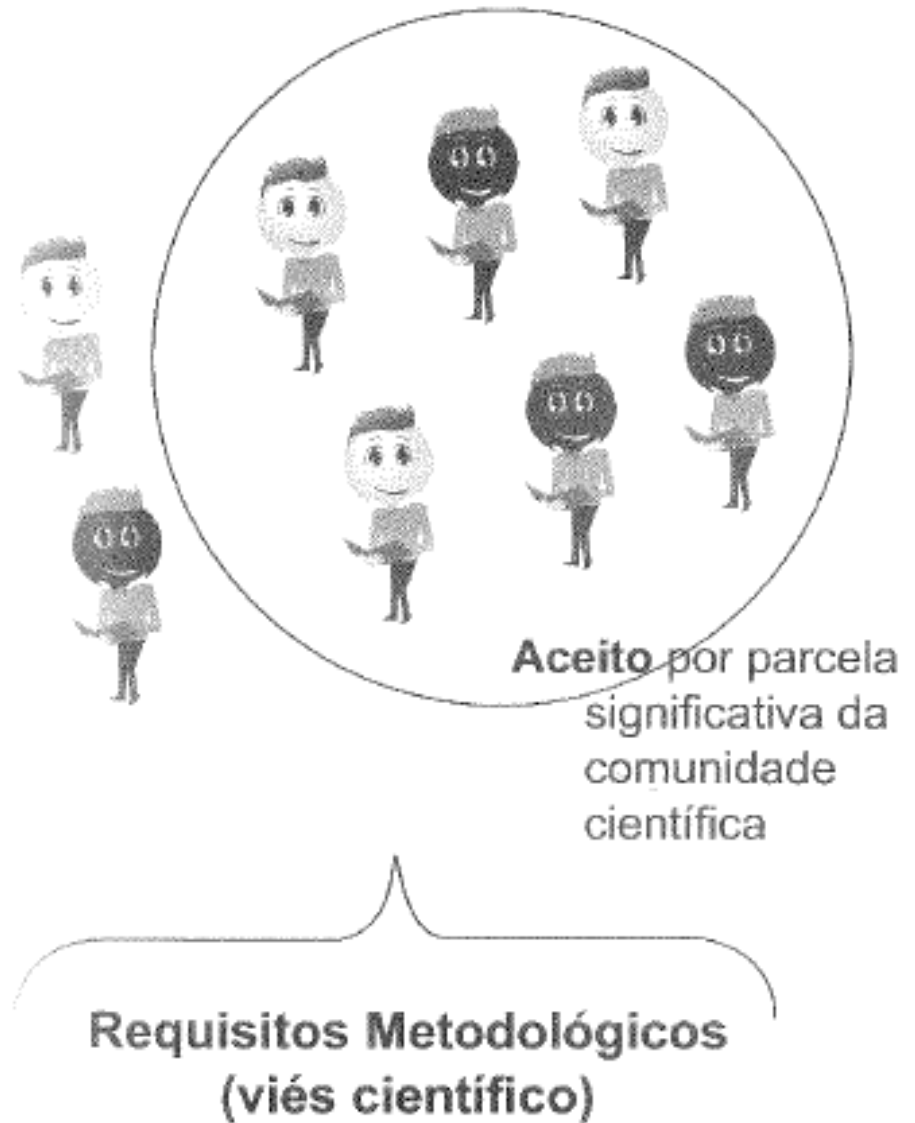 Aceito por parcela
significativa da
comunidade
científica
Requisitos Metodológicos
(viés científico)